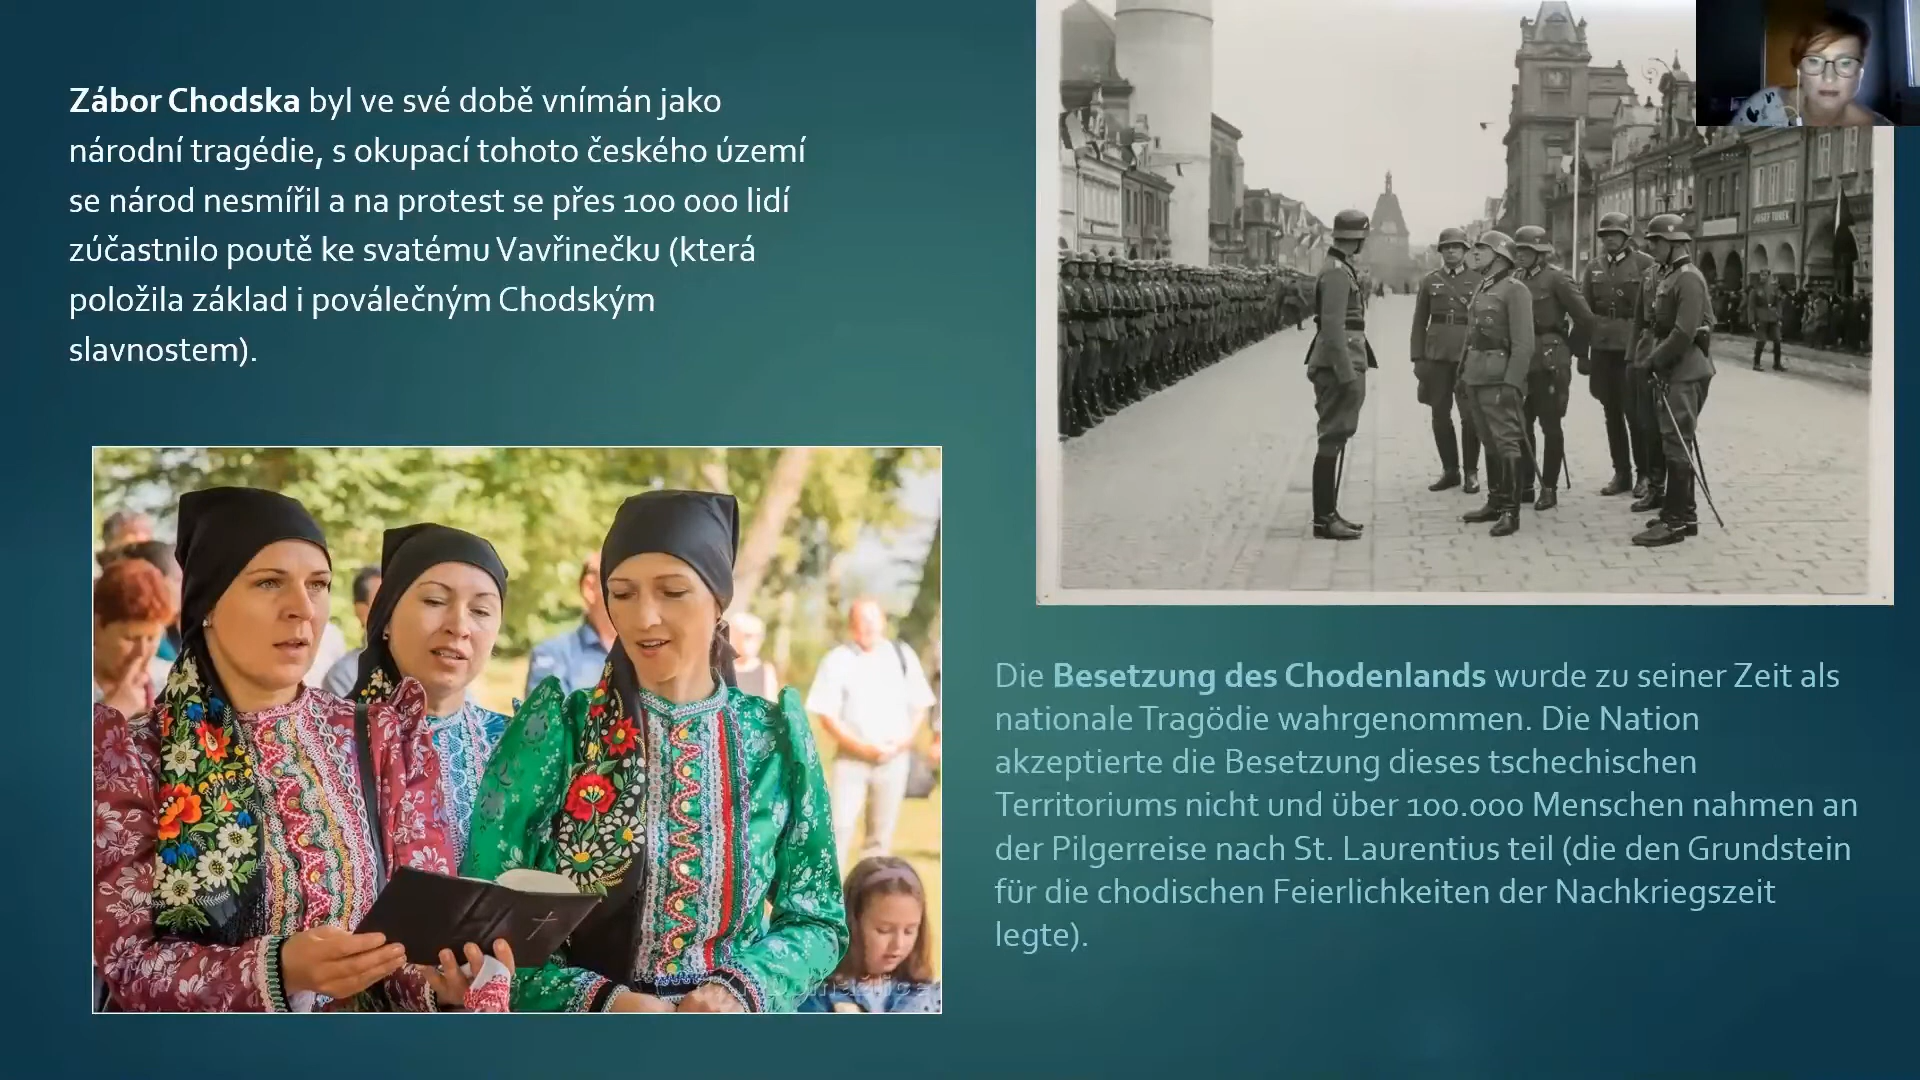 Zábor Chodska byl ve své době vnímán jako
národní tragédie, s okupací tohoto českého území
se národ nesmířil a na protest se přes 100 000 lidí
zúčastnilo poutě ke svatému Vavřinečku (která
položila základ i poválečným Chodským
slavnostem).
JOSEF TUREK
Die Besetzung des Chodenlands wurde zu seiner Zeit als
nationale Tragödie wahrgenommen. Die Nation
akzeptierte die Besetzung dieses tschechischen
Territoriums nicht und über 100.000 Menschen nahmen an
der Pilgerreise nach St. Laurentius teil (die den Grundstein
für die chodischen Feierlichkeiten der Nachkriegszeit
legte).